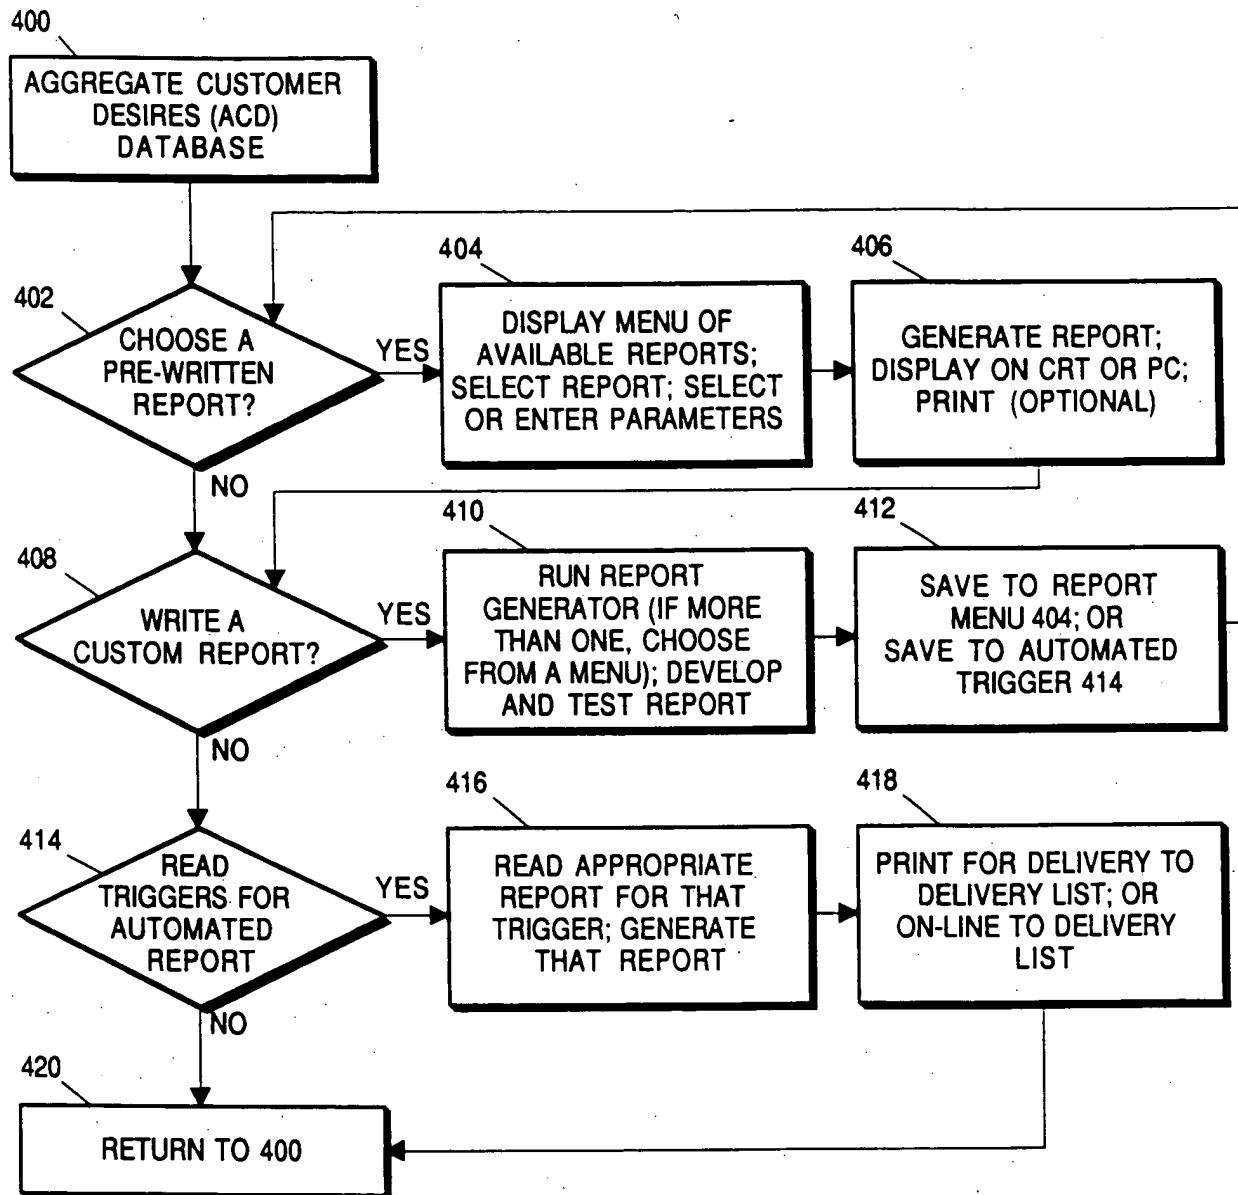 400
AGGREGATE CUSTOMER
DESIRES (ACD)
DATABASE
402
CHOOSE A
PRE-WRITTEN
REPORT?
YES
NO
404
DISPLAY MENU OF
AVAILABLE REPORTS;
SELECT REPORT; SELECT
OR ENTER PARAMETERS
406
GENERATE REPORT;
DISPLAY ON CRT OR PC;
PRINT (OPTIONAL)
408
WRITE A
CUSTOM REPORT?
YES
NO
410
RUN REPORT
GENERATOR (IF MORE
THAN ONE, CHOOSE
FROM A MENU); DEVELOP
AND TEST REPORT
412
SAVE TO REPORT
MENU 404; OR
SAVE TO AUTOMATED
TRIGGER 414
414
READ
TRIGGERS FOR
AUTOMATED
REPORT
YES
NO
416
READ APPROPRIATE
REPORT FOR THAT
TRIGGER; GENERATE
THAT REPORT
418
PRINT FOR DELIVERY TO
DELIVERY LIST; OR
ON-LINE TO DELIVERY
LIST
420
RETURN TO 400